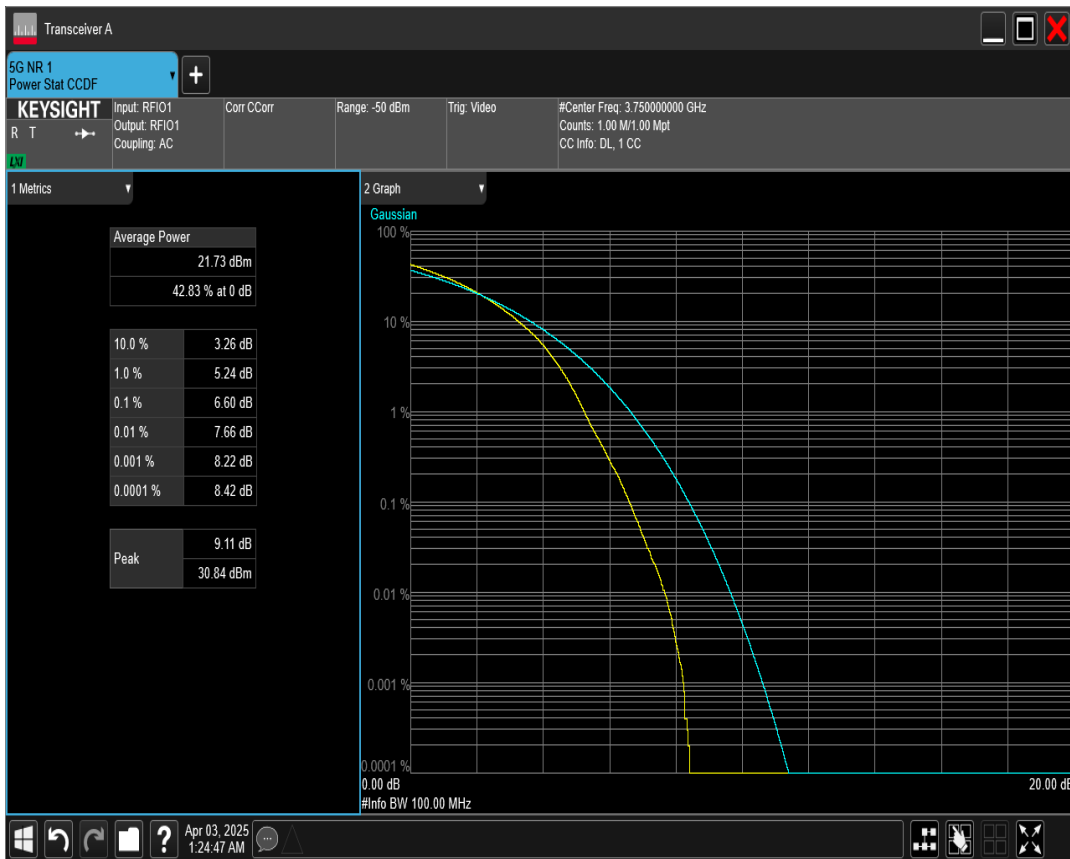 Transceiver A
5G NR 1
Power Stat CCDF
KEYSIGHT
R T
LXI
Input: RFIO1
Output: RFIO1
Coupling: AC
Corr CCorr
Range: -50 dBm
Trig: Video
#Center Freq: 3.750000000 GHz
Counts: 1.00 M/1.00 Mpt
CC Info: DL, 1 CC
1 Metrics
Average Power
21.73 dBm
42.83 % at 0 dB
10.0 % 3.26 dB
1.0 % 5.24 dB
0.1 % 6.60 dB
0.01 % 7.66 dB
0.001 % 8.22 dB
0.0001 % 8.42 dB
Peak
9.11 dB
30.84 dBm
2 Graph
Gaussian
100 %
10 %
1 %
0.1 %
0.01 %
0.001 %
0.0001 %
0.00 dB
20.00 dB
#Info BW 100.00 MHz
?
Apr 03, 2025
1:24:47 AM